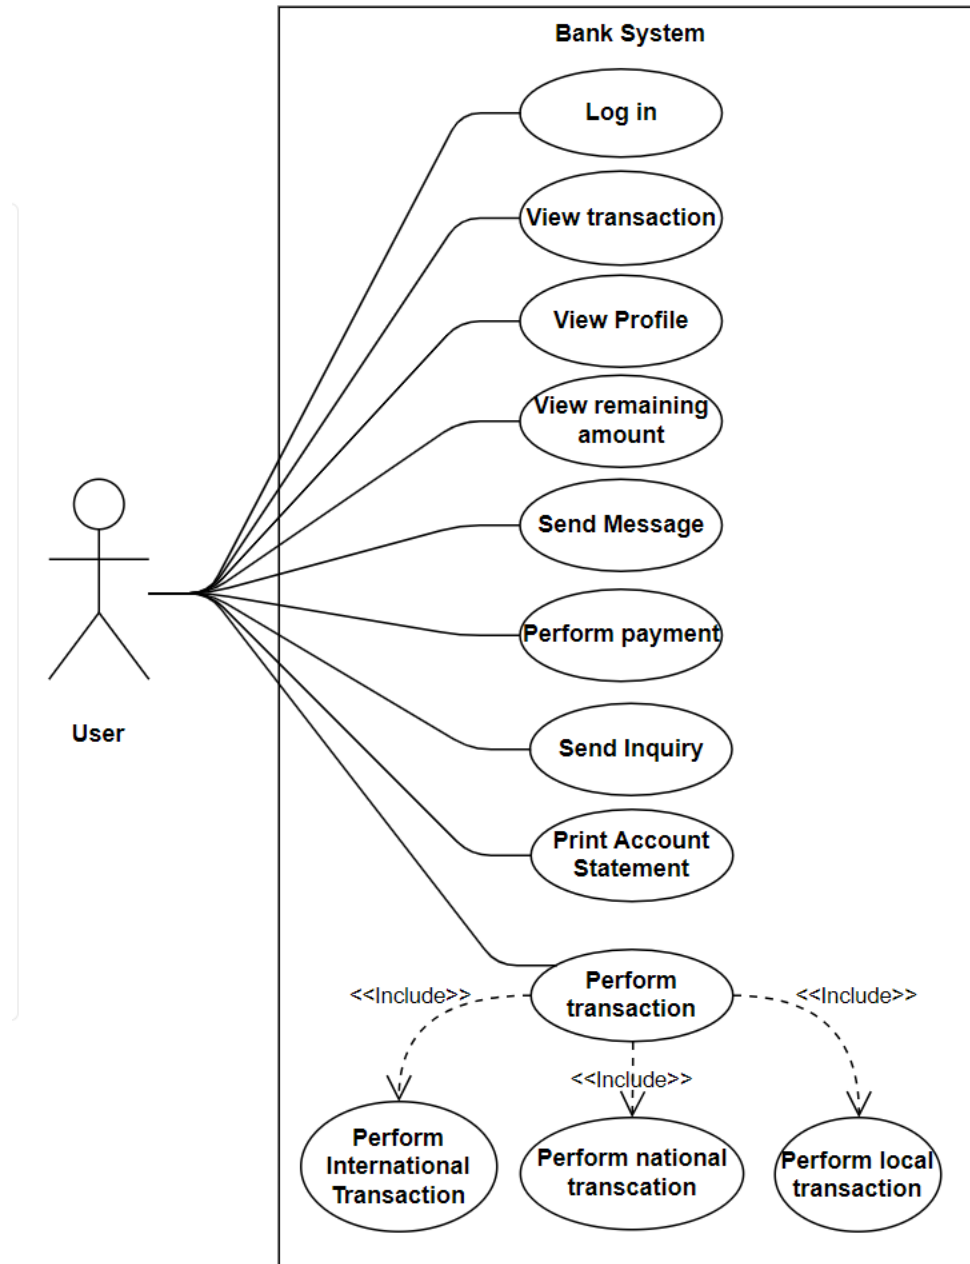 Bank System
Log in
View transaction
View Profile
View remaining
amount
Send Message
Perform payment
User
Send Inquiry
Print Account
Statement
Perform
transaction
<<Include>>
<<Include>>
<<Include>>
Perform
International
Transaction
Perform national
transcation
Perform local
transaction